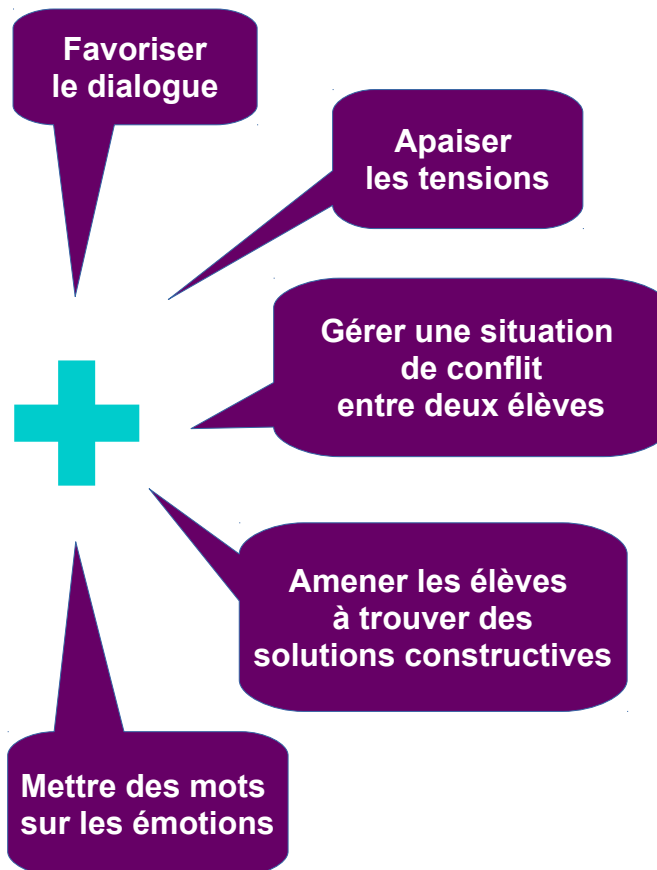 Favoriser
le dialogue
Apaiser
les tensions
Gérer une situation
de conflit
entre deux élèves
Amener les élèves
à trouver des
solutions constructives
Mettre des mots
sur les émotions